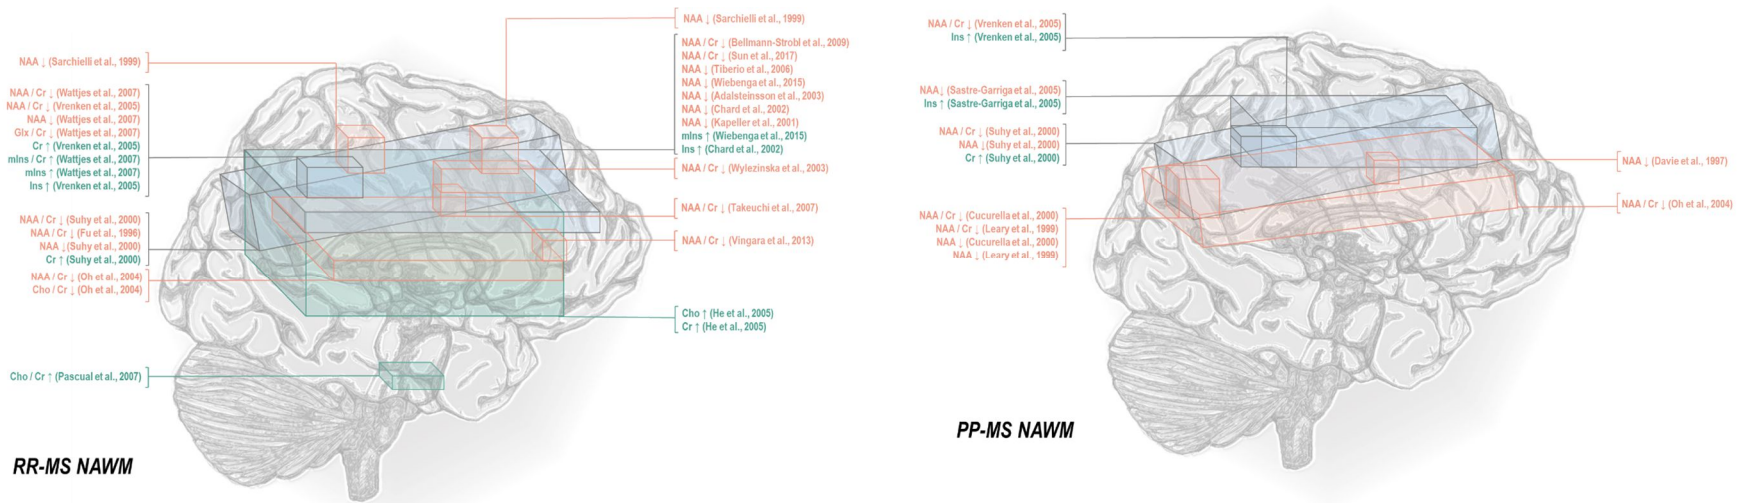 NAA ↓ (Sarchielli et al., 1999)
NAA / Cr ↓ (Wattjes et al., 2007)
NAA / Cr ↓ (Vrenken et al., 2005)
NAA ↓ (Wattjes et al., 2007)
Glx / Cr ↓ (Wattjes et al., 2007)
Cr ↑ (Vrenken et al., 2005)
mIns / Cr ↑ (Wattjes et al., 2007)
mIns ↑ (Wattjes et al., 2007)
Ins ↑ (Vrenken et al., 2005)
NAA / Cr ↓ (Suhy et al., 2000)
NAA / Cr ↓ (Fu et al., 1996)
NAA ↓(Suhy et al., 2000)
Cr ↑ (Suhy et al., 2000)
NAA / Cr ↓ (Oh et al., 2004)
Cho / Cr ↓ (Oh et al., 2004)
Cho / Cr ↑ (Pascual et al., 2007)
RR-MS NAWM
NAA ↓ (Sarchielli et al., 1999)
NAA / Cr ↓ (Bellmann-Strobl et al., 2009)
NAA / Cr ↓ (Sun et al., 2017)
NAA ↓ (Tiberio et al., 2006)
NAA ↓ (Wiebenga et al., 2015)
NAA ↓ (Adalsteinsson et al., 2003)
NAA ↓ (Chard et al., 2002)
NAA ↓ (Kapeller et al., 2001)
mIns ↑ (Wiebenga et al., 2015)
Ins ↑ (Chard et al., 2002)
NAA / Cr ↓ (Wylezinska et al., 2003)
NAA / Cr ↓ (Takeuchi et al., 2007)
NAA / Cr ↓ (Vingara et al., 2013)
Cho ↑ (He et al., 2005)
Cr ↑ (He et al., 2005)
NAA / Cr ↓ (Vrenken et al., 2005)
Ins ↑ (Vrenken et al., 2005)
NAA↓ (Sastre-Garriga et al., 2005)
Ins ↑ (Sastre-Garriga et al., 2005)
NAA / Cr ↓ (Suhy et al., 2000)
NAA ↓(Suhy et al., 2000)
Cr ↑ (Suhy et al., 2000)
NAA / Cr ↓ (Cucurella et al., 2000)
NAA / Cr ↓ (Leary et al., 1999)
NAA ↓ (Cucurella et al., 2000)
NAA ↓ (Leary et al., 1999)
NAA ↓ (Davie et al., 1997)
NAA / Cr ↓ (Oh et al., 2004)
PP-MS NAWM